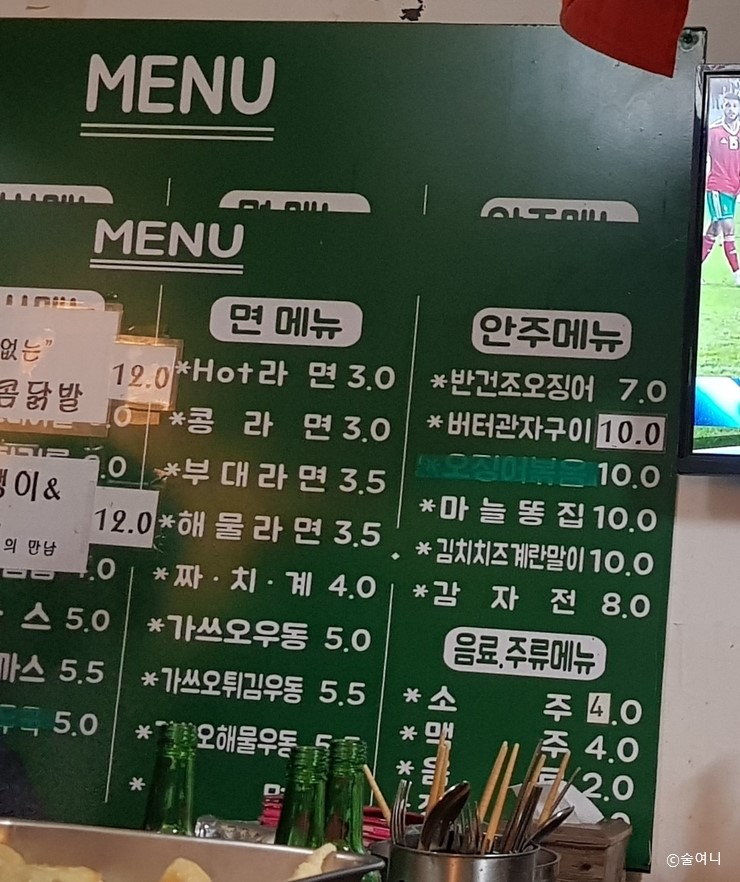 MENU
MENU
면 메뉴
*Hot라 면 3.0
*콩 라 면 3.0
*부대라면 3.5
*해물라면 3.5
*짜·치·계 4.0
*가쓰오우동 5.0
*가쓰오튀김우동 5.5
오해물우동
안주메뉴
*반건조오징어 7.0
*버터관자구이 10.0
*오징어볶음 10.0
*마늘똥집 10.0
*김치치즈계란말이 10.0
*감 자 전 8.0
음료,주류메뉴
*소 주 4.0
*맥 주 4.0
*음 2.0
없는"
닭발 12.0
이& 12.0
의 만남
스 5.0
까스 5.5
5.0
©술여니